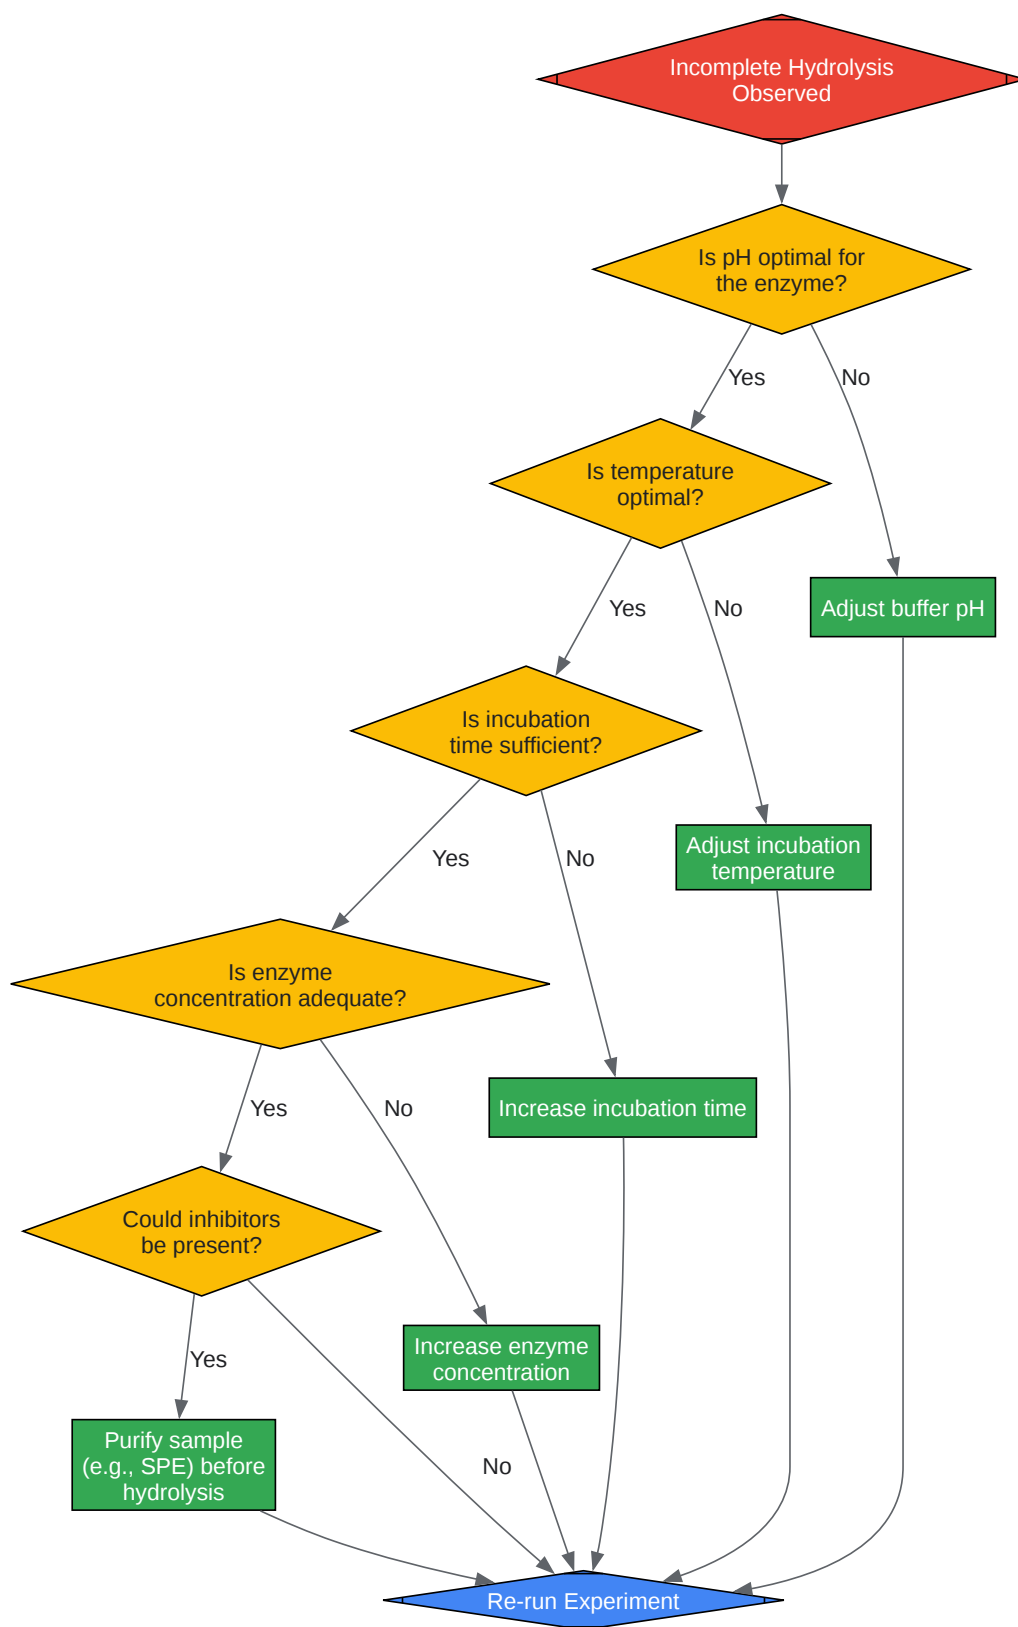 Incomplete Hydrolysis
Observed
Is pH optimal for
the enzyme?
Yes
No
Is temperature
optimal?
Yes
No
Adjust buffer pH
Is incubation
time sufficient?
Yes
No
Adjust incubation
temperature
Is enzyme
concentration adequate?
Yes
No
Increase incubation time
Could inhibitors
be present?
Yes
No
Increase enzyme
concentration
Purify sample
(e.g., SPE) before
hydrolysis
Re-run Experiment